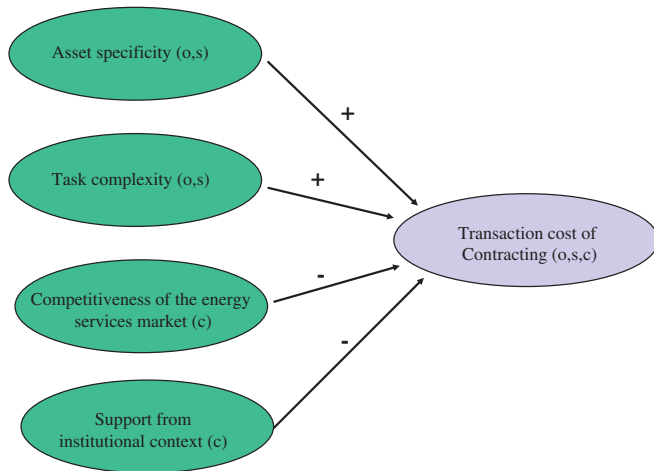 Asset specificity (o,s)
+
Task complexity (o,s)
+
Transaction cost of
Contracting (o,s,c)
Competitiveness of the energy
services market (c)
-
Support from
institutional context (c)
-